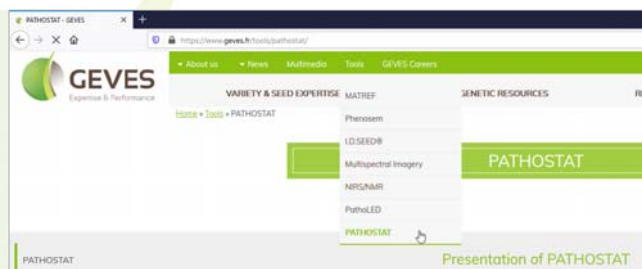 PATHOSTAT - GEVES
https://www.geves.fr/tools/pathostat/
About us News Multimedia Tools GEVES Careers
GEVES
Expertise & Performance
VARIETY & SEED EXPERTISE
GENETIC RESOURCES
Home » Tools » PATHOSTAT
MATREF
Phenosem
I.D.SEED®
Multispectral Imagery
NIRS/NMR
PathoLED
PATHOSTAT
PATHOSTAT
PATHOSTAT
Presentation of PATHOSTAT